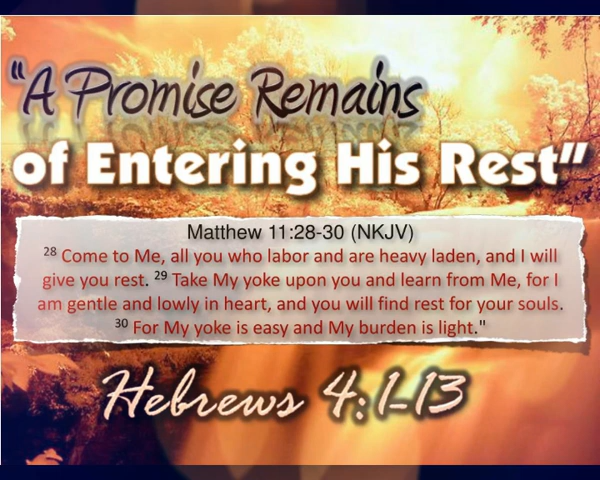 "A Promise Remains
of Entering His Rest"
Matthew 11:28-30 (NKJV)
28 Come to Me, all you who labor and are heavy laden, and I will
give you rest. 29 Take My yoke upon you and learn from Me, for I
am gentle and lowly in heart, and you will find rest for your souls.
30 For My yoke is easy and My burden is light."
Hebrews 4:1-13